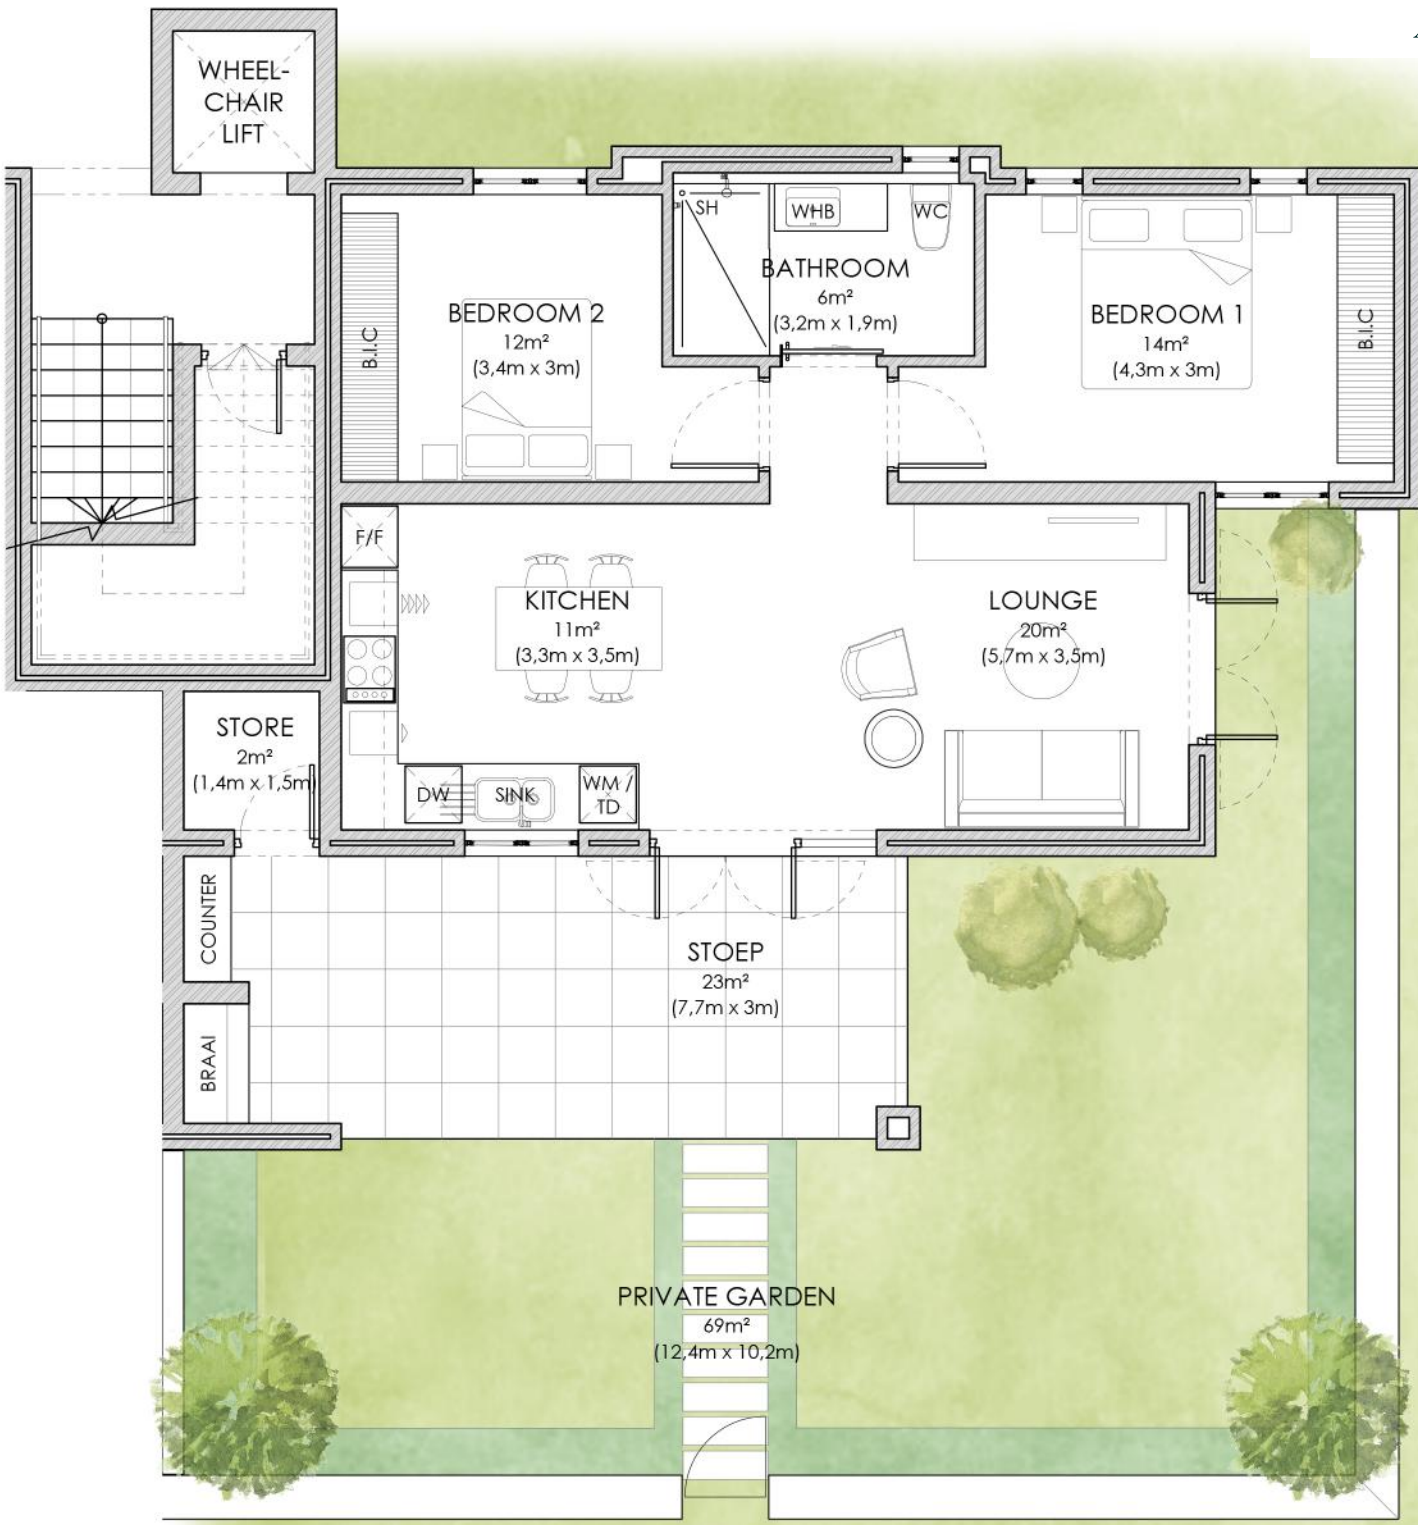 WHEEL-
CHAIR
LIFT
SH
WHB
WC
BATHROOM
6m²
(3,2m x 1,9m)
BEDROOM 2
12m²
(3,4m x 3m)
B.I.C
BEDROOM 1
14m²
(4,3m x 3m)
B.I.C
F/F
KITCHEN
11m²
(3,3m x 3,5m)
LOUNGE
20m²
(5,7m x 3,5m)
STORE
2m²
(1,4m x 1,5m)
DW
SINK
WM /
TD
COUNTER
STOEP
23m²
(7,7m x 3m)
BRAAI
PRIVATE GARDEN
69m²
(12,4m x 10,2m)